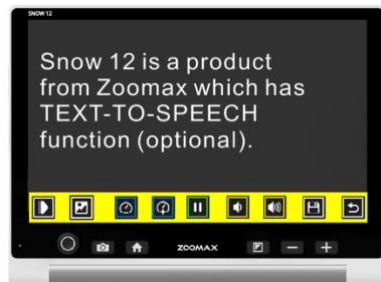 SNOW 12
Snow 12 is a product
from Zoomax which has
TEXT-TO-SPEECH
function (optional).
ZOOMAX